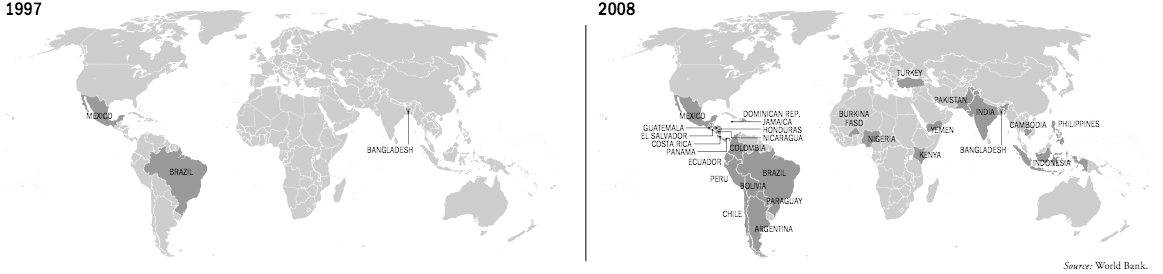 1997
MEXICO
BRAZIL
BANGLADESH
2008
TURKEY
PAKISTAN
INDIA
MEXICO
DOMINICAN REP.
JAMAICA
GUATEMALA
HONDURAS
EL SALVADOR
NICARAGUA
COSTA RICA
PANAMA
COLOMBIA
ECUADOR
PERU
BRAZIL
BOLIVIA
PARAGUAY
CHILE
ARGENTINA
BURKINA
FASO
NIGERIA
YEMEN
KENYA
BANGLADESH
CAMBODIA
PHILIPPINES
INDONESIA
Source: World Bank.